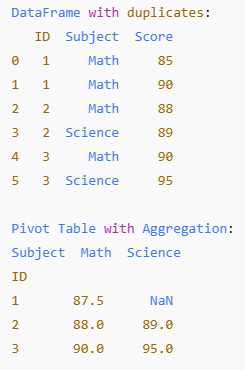 DataFrame with duplicates:
   ID  Subject  Score
0   1     Math     85
1   1     Math     90
2   2     Math     88
3   2  Science     89
4   3     Math     90
5   3  Science     95

Pivot Table with Aggregation:
Subject  Math  Science
ID
1        87.5      NaN
2        88.0     89.0
3        90.0     95.0